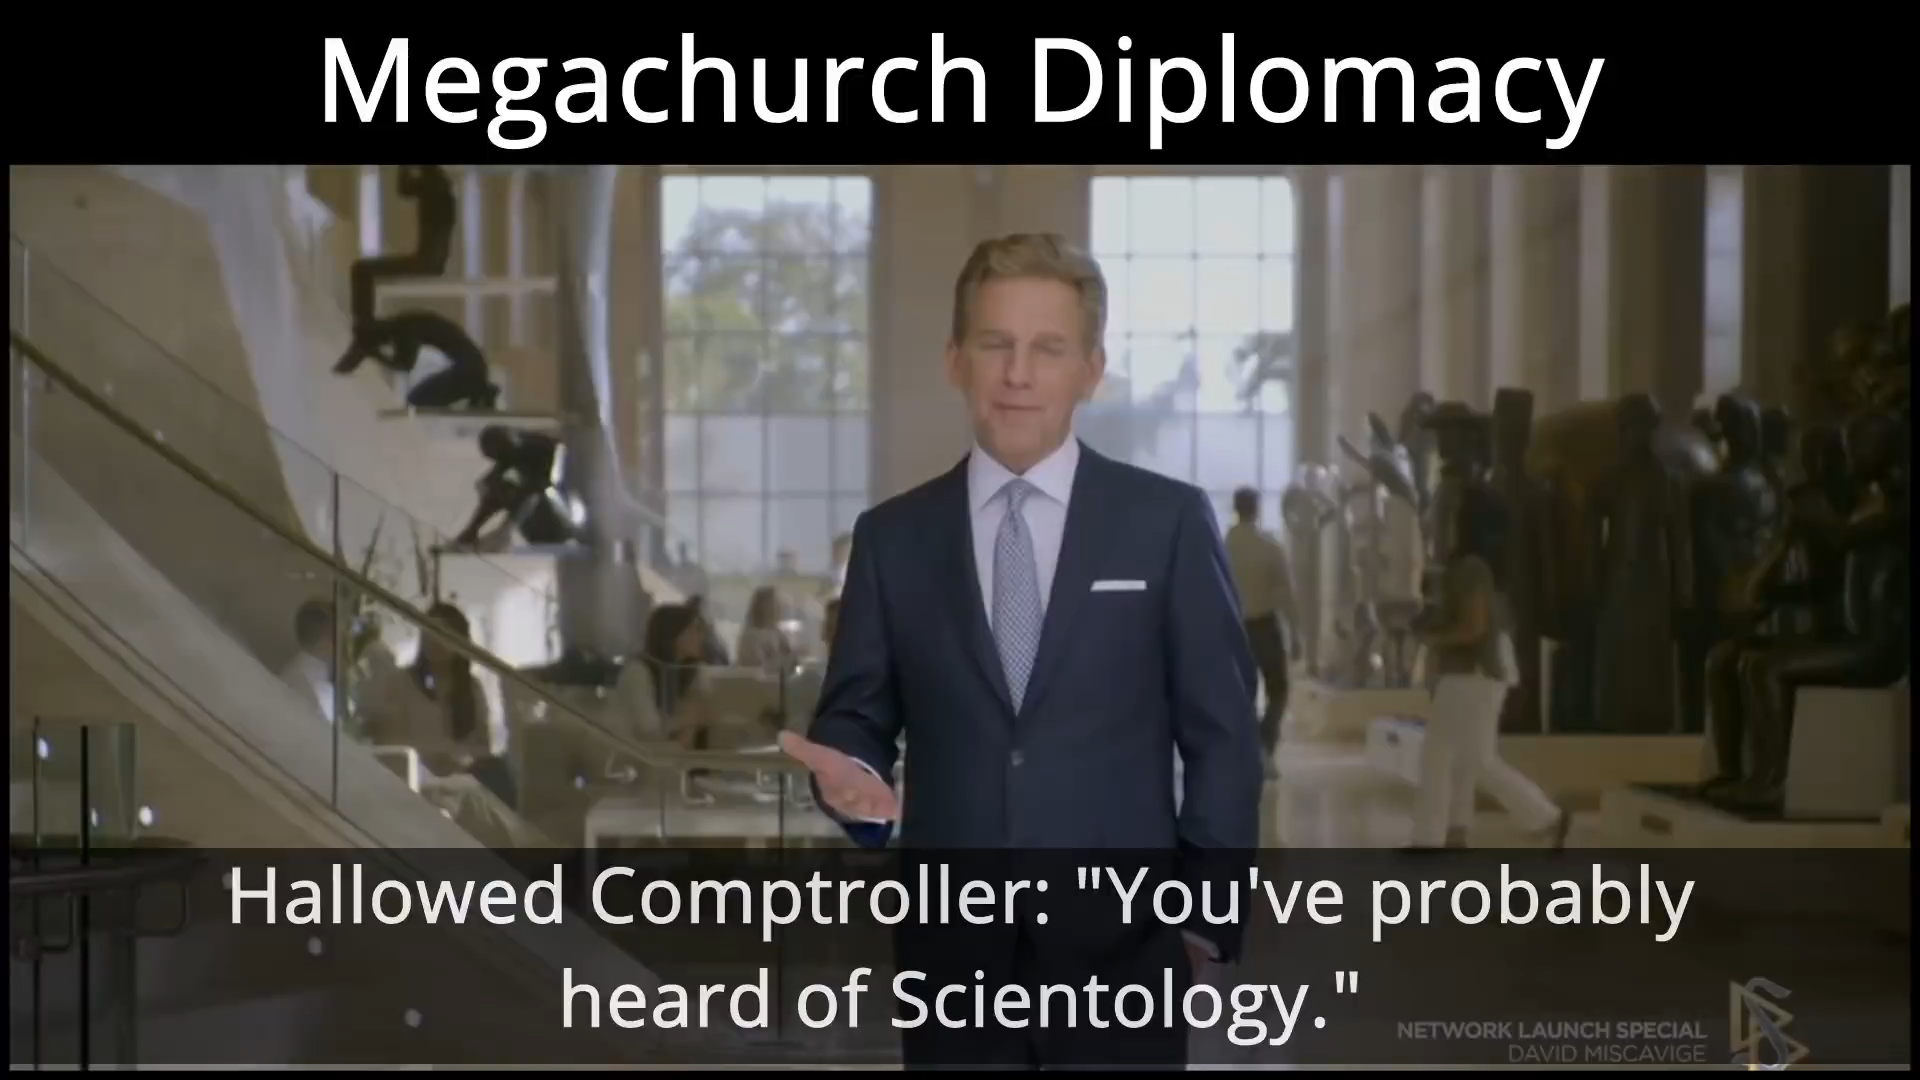 Megachurch Diplomacy
Hallowed Comptroller: "You've probably
heard of Scientology."
NETWORK LAUNCH SPECIAL
DAVID MISCAVIGE